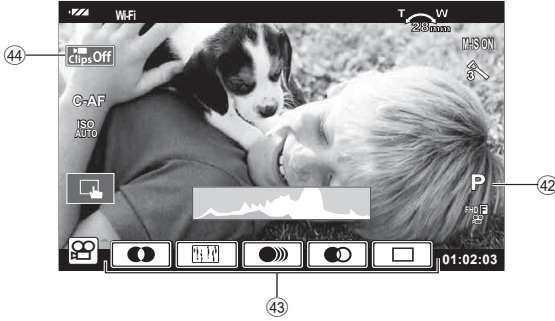 Wi-Fi
T W
28mm
44
Clips Off
M-IS ON
3
C-AF
ISO
AUTO
P
42
FHD F
01:02:03
43